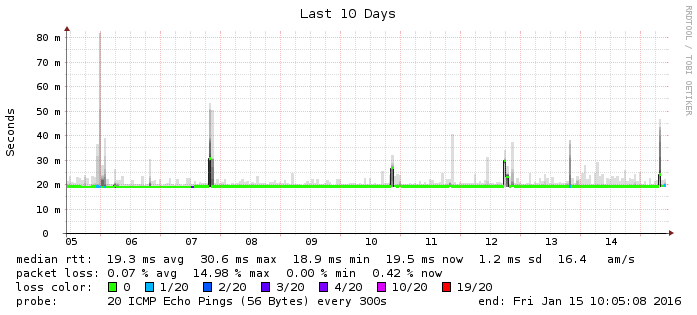 Last 10 Days
RRDTOOL / TOBI OETIKER
Seconds
80 m
70 m
60 m
50 m
40 m
30 m
20 m
10 m
0
05 06 07 08 09 10 11 12 13 14
median rtt: 19.3 ms avg 30.6 ms max 18.9 ms min 19.5 ms now 1.2 ms sd 16.4 am/s
packet loss: 0.07 % avg 14.98 % max 0.00 % min 0.42 % now
loss color: 0 1/20 2/20 3/20 4/20 10/20 19/20
probe: 20 ICMP Echo Pings (56 Bytes) every 300s end: Fri Jan 15 10:05:08 2016